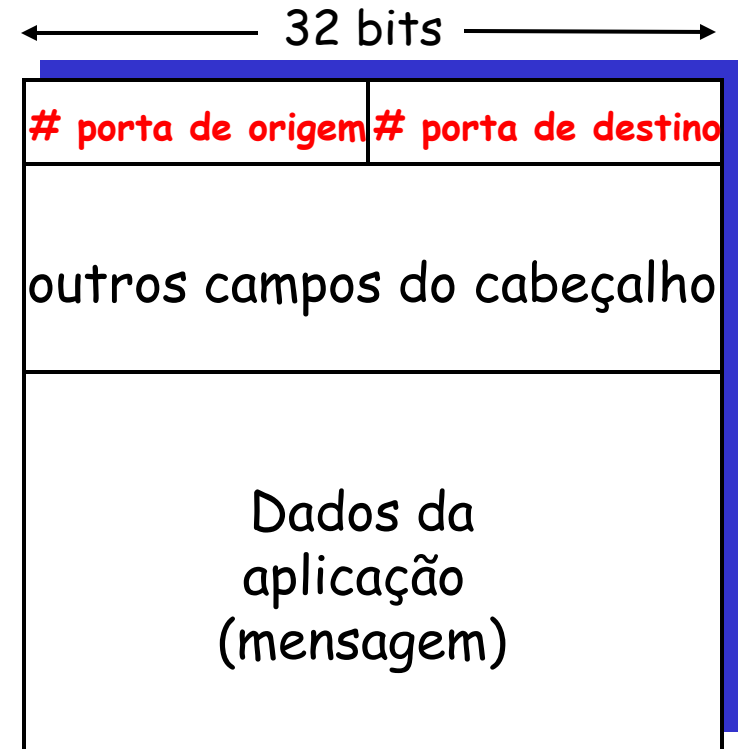 32 bits
# porta de origem # porta de destino
outros campos do cabeçalho
Dados da
aplicação
(mensagem)